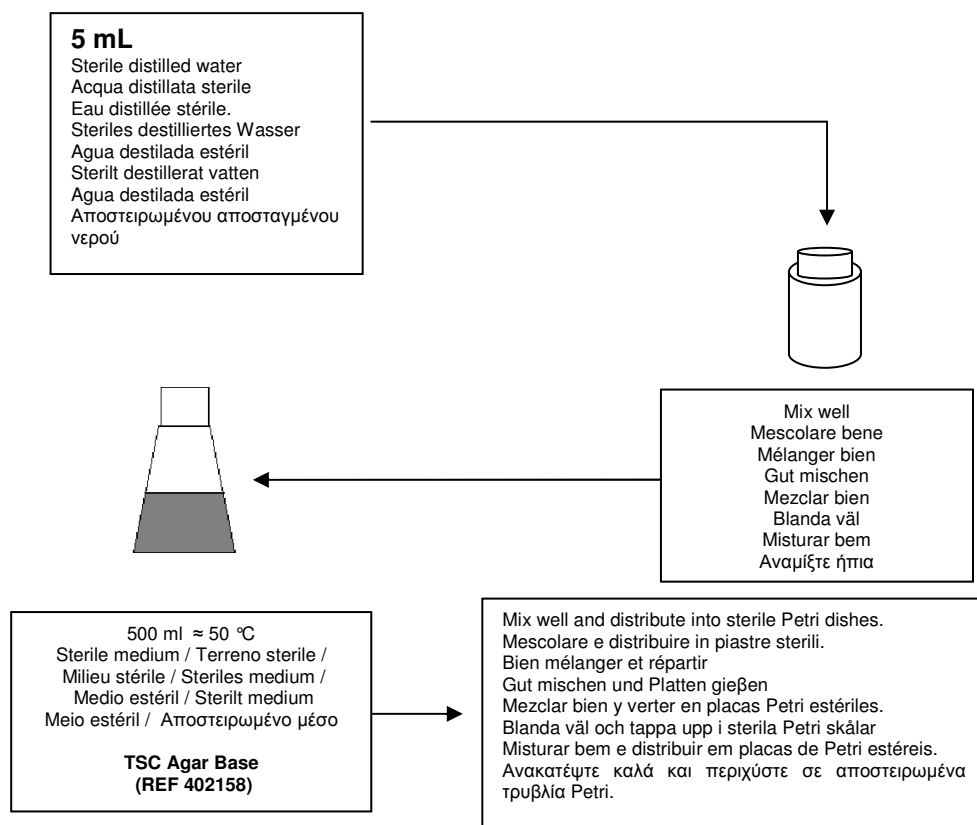 5 mL
Sterile distilled water
Acqua distillata sterile
Eau distillée stérile.
Steriles destilliertes Wasser
Agua destilada estéril
Sterilt destillerat vatten
Agua destilada estéril
Αποστειρωμένου αποσταγμένου
νερού
Mix well
Mescolare bene
Mélanger bien
Gut mischen
Mezclar bien
Blanda väl
Misturar bem
Αναμίξτε ήπια
500 ml ≈ 50 °C
Sterile medium / Terreno sterile /
Milieu stérile / Steriles medium /
Medio estéril / Sterilt medium
Meio estéril / Αποστειρωμένο μέσο
TSC Agar Base
(REF 402158)
Mix well and distribute into sterile Petri dishes.
Mescolare e distribuire in piastre sterili.
Bien mélanger et répartir
Gut mischen und Platten gieβen
Mezclar bien y verter en placas Petri estériles.
Blanda väl och tappa upp i sterila Petri skålar
Misturar bem e distribuir em placas de Petri estéreis.
Ανακατέψτε καλά και περιχύστε σε αποστειρωμένα
τρυβλία Petri.